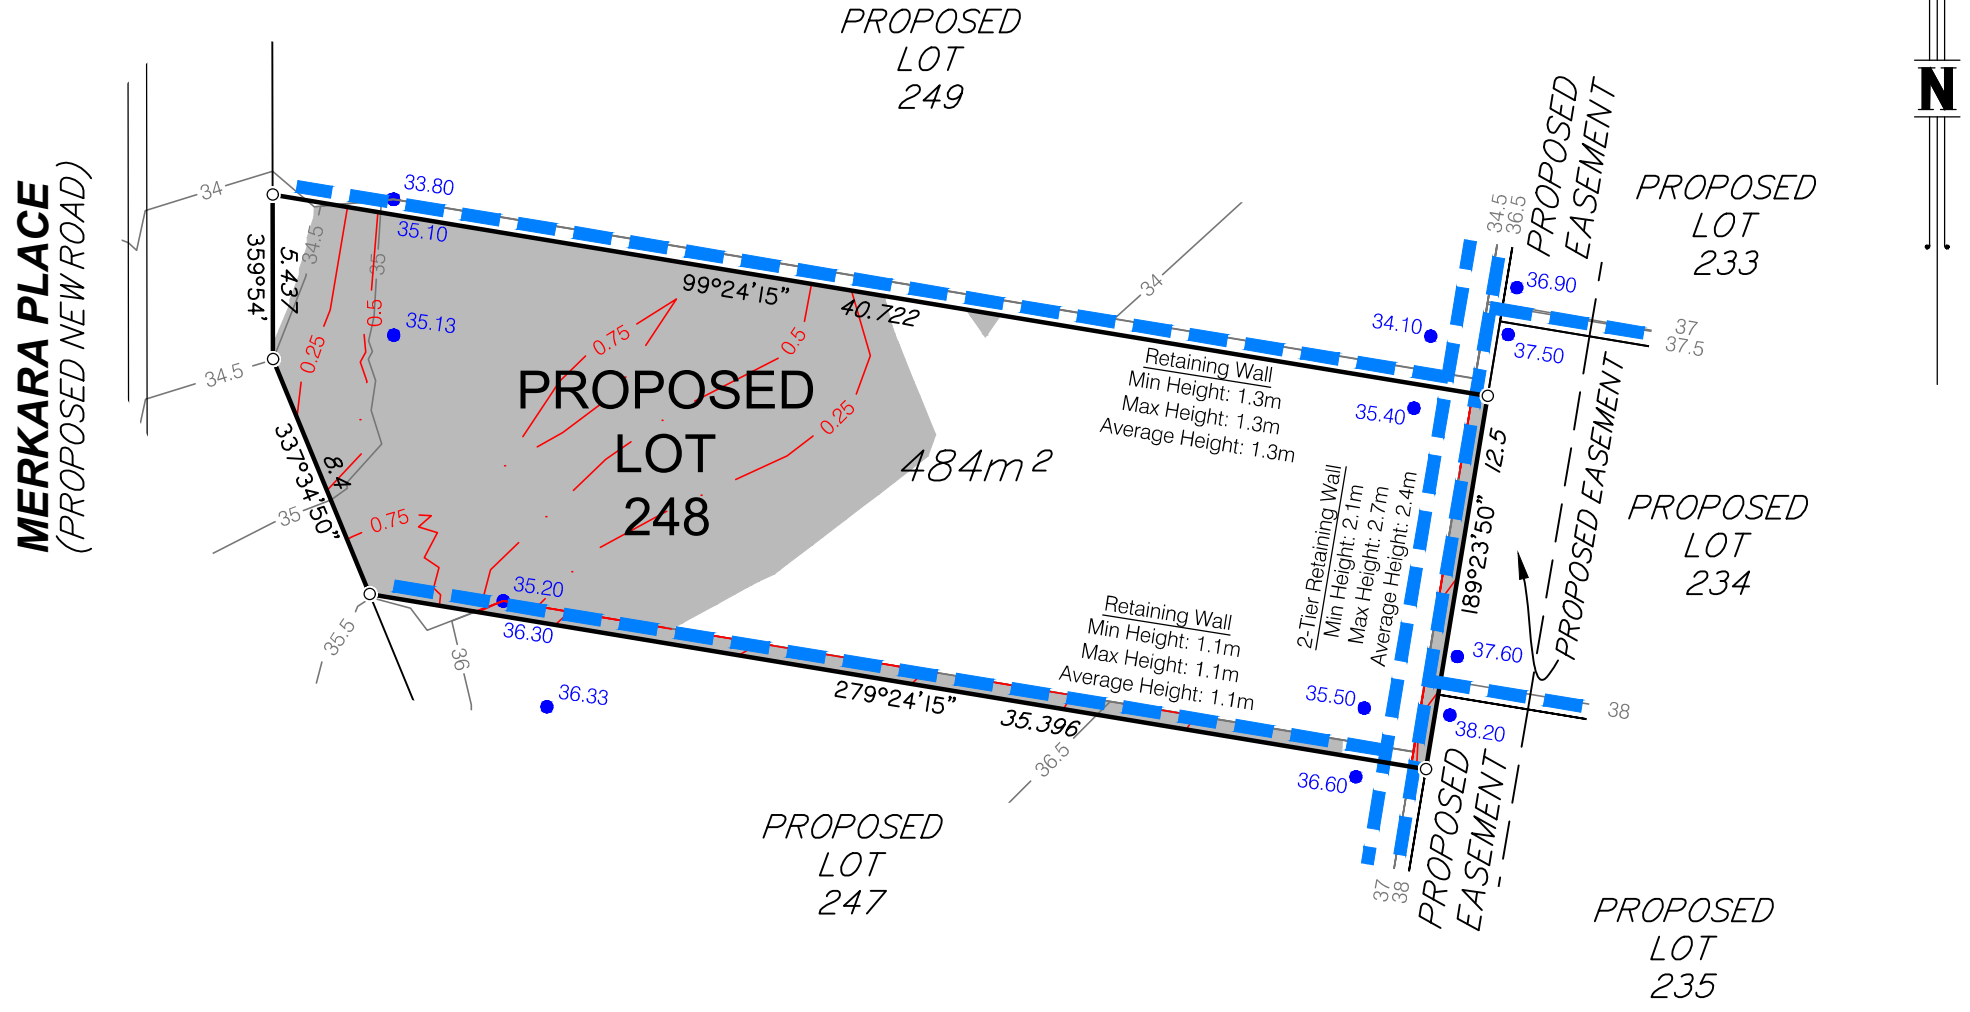 PROPOSED
LOT
249
N
MERKARA PLACE
(PROPOSED NEW ROAD)
34
33.80
35.10
34.5
35
359°54'
5.437
99°24'15"
40.722
34
34.5
36.5
PROPOSED
EASEMENT
PROPOSED
LOT
233
36.90
34.10
37.50
37
37.5
35.13
0.25
0.5
0.75
0.5
0.25
34.5
PROPOSED
LOT
248
484m²
Retaining Wall
Min Height: 1.3m
Max Height: 1.3m
Average Height: 1.3m
35.40
12.5
189°23'50"
PROPOSED EASEMENT
2-Tier Retaining Wall
Min Height: 2.1m
Max Height: 2.7m
Average Height: 2.4m
PROPOSED
LOT
234
337°34'50"
8.4
35
0.75
35.20
36.30
35.5
36
36.33
Retaining Wall
Min Height: 1.1m
Max Height: 1.1m
Average Height: 1.1m
279°24'15"
35.396
36.5
37.60
35.50
38.20
38
36.60
37
38
PROPOSED
EASEMENT
PROPOSED
LOT
247
PROPOSED
LOT
235